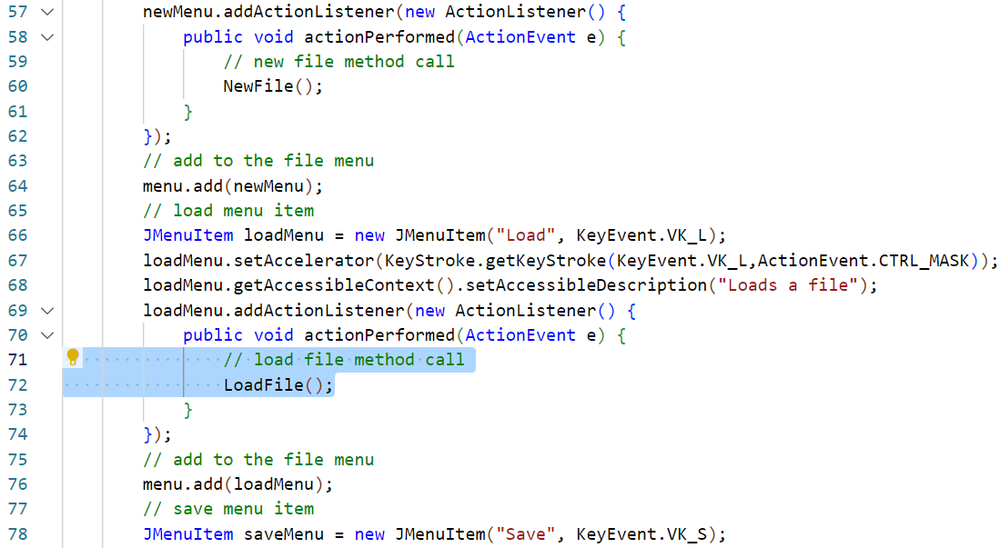 57 newMenu.addActionListener(new ActionListener() {
58 public void actionPerformed(ActionEvent e) {
59 // new file method call
60 NewFile();
61 }
62 });
63 // add to the file menu
64 menu.add(newMenu);
65 // load menu item
66 JMenuItem loadMenu = new JMenuItem("Load", KeyEvent.VK_L);
67 loadMenu.setAccelerator(KeyStroke.getKeyStroke(KeyEvent.VK_L,ActionEvent.CTRL_MASK));
68 loadMenu.getAccessibleContext().setAccessibleDescription("Loads a file");
69 loadMenu.addActionListener(new ActionListener() {
70 public void actionPerformed(ActionEvent e) {
71 // load file method call
72 LoadFile();
73 }
74 });
75 // add to the file menu
76 menu.add(loadMenu);
77 // save menu item
78 JMenuItem saveMenu = new JMenuItem("Save", KeyEvent.VK_S);